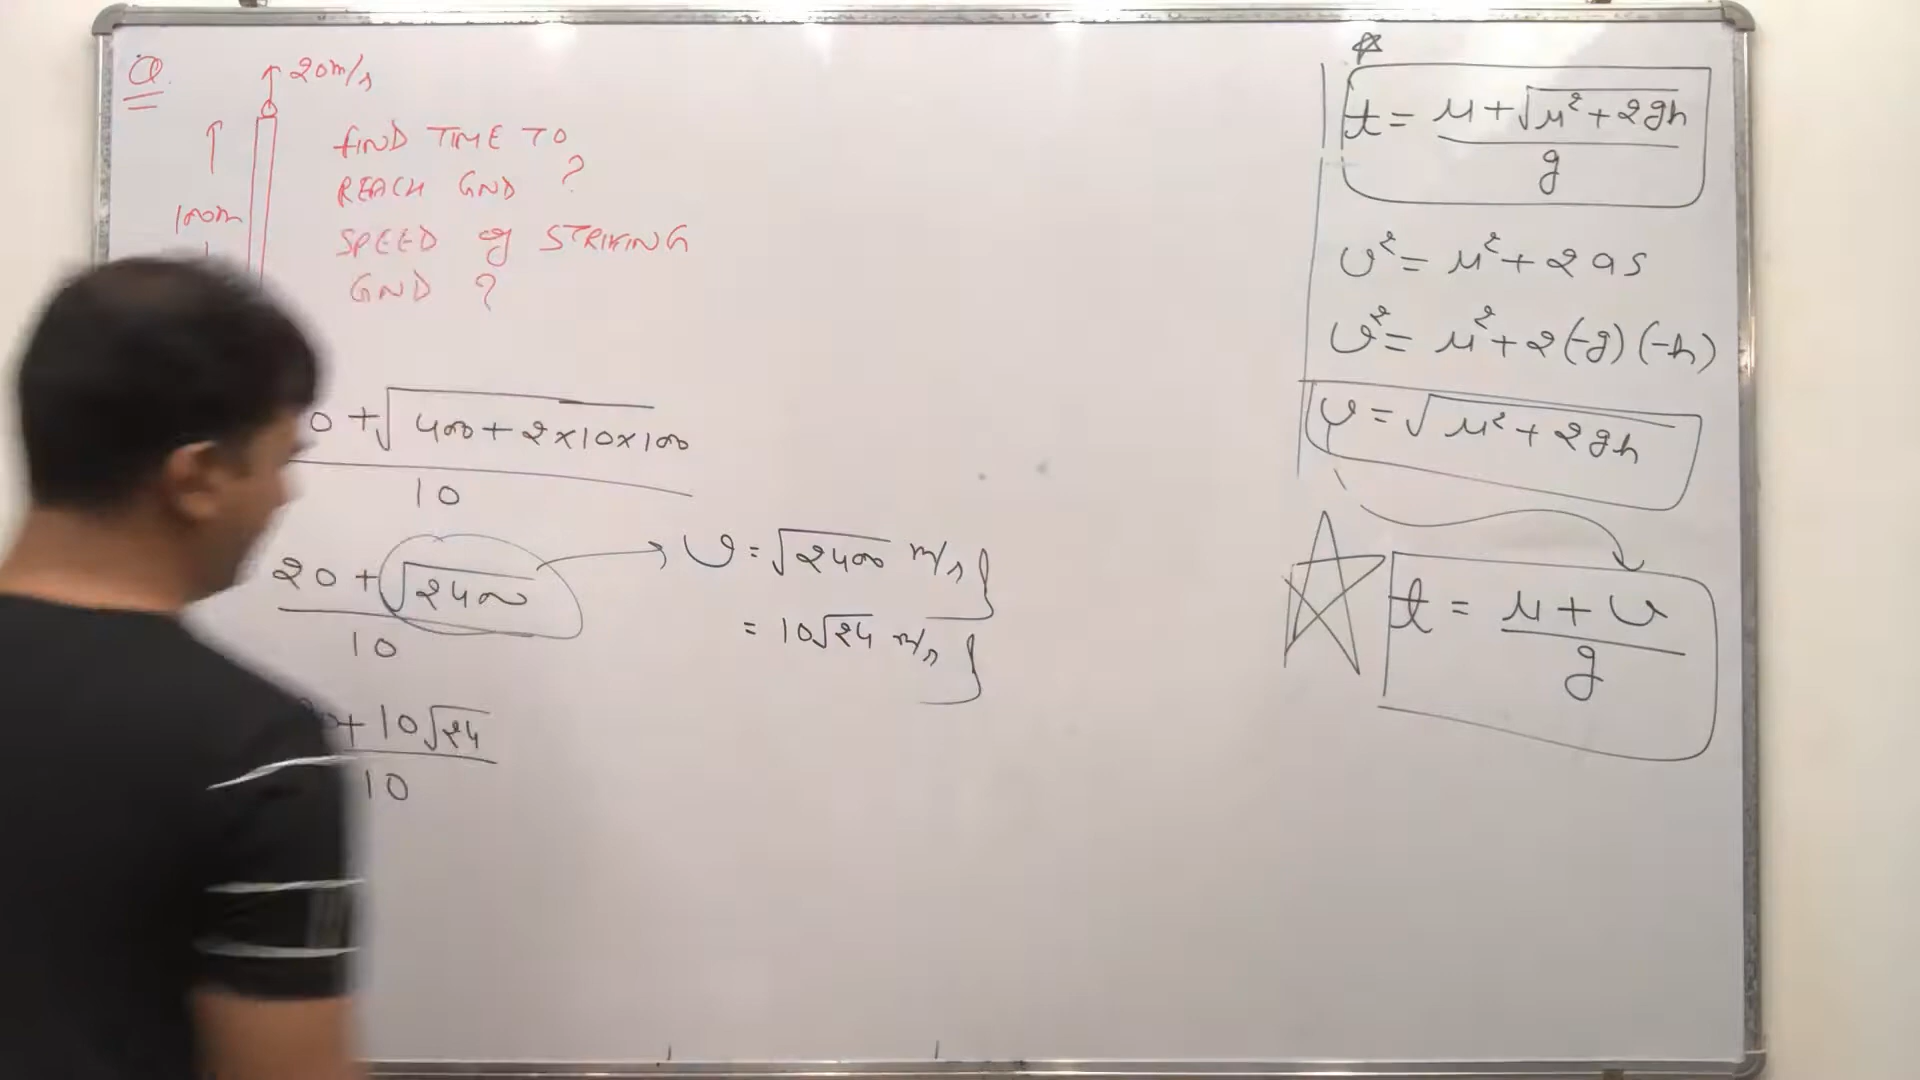 Q.
20m/s
100m
FIND TIME TO
REACH GND ?
SPEED of STRIKING
GND ?
0 + √400 + 2×10×100
10
20 + √2400
10
+ 10√24
10
v = √2400 m/s
= 10√24 m/s
t = u + √u² + 2gh
g
v² = u² + 2as
v² = u² + 2(-g)(-h)
v = √u² + 2gh
t = u + v
g